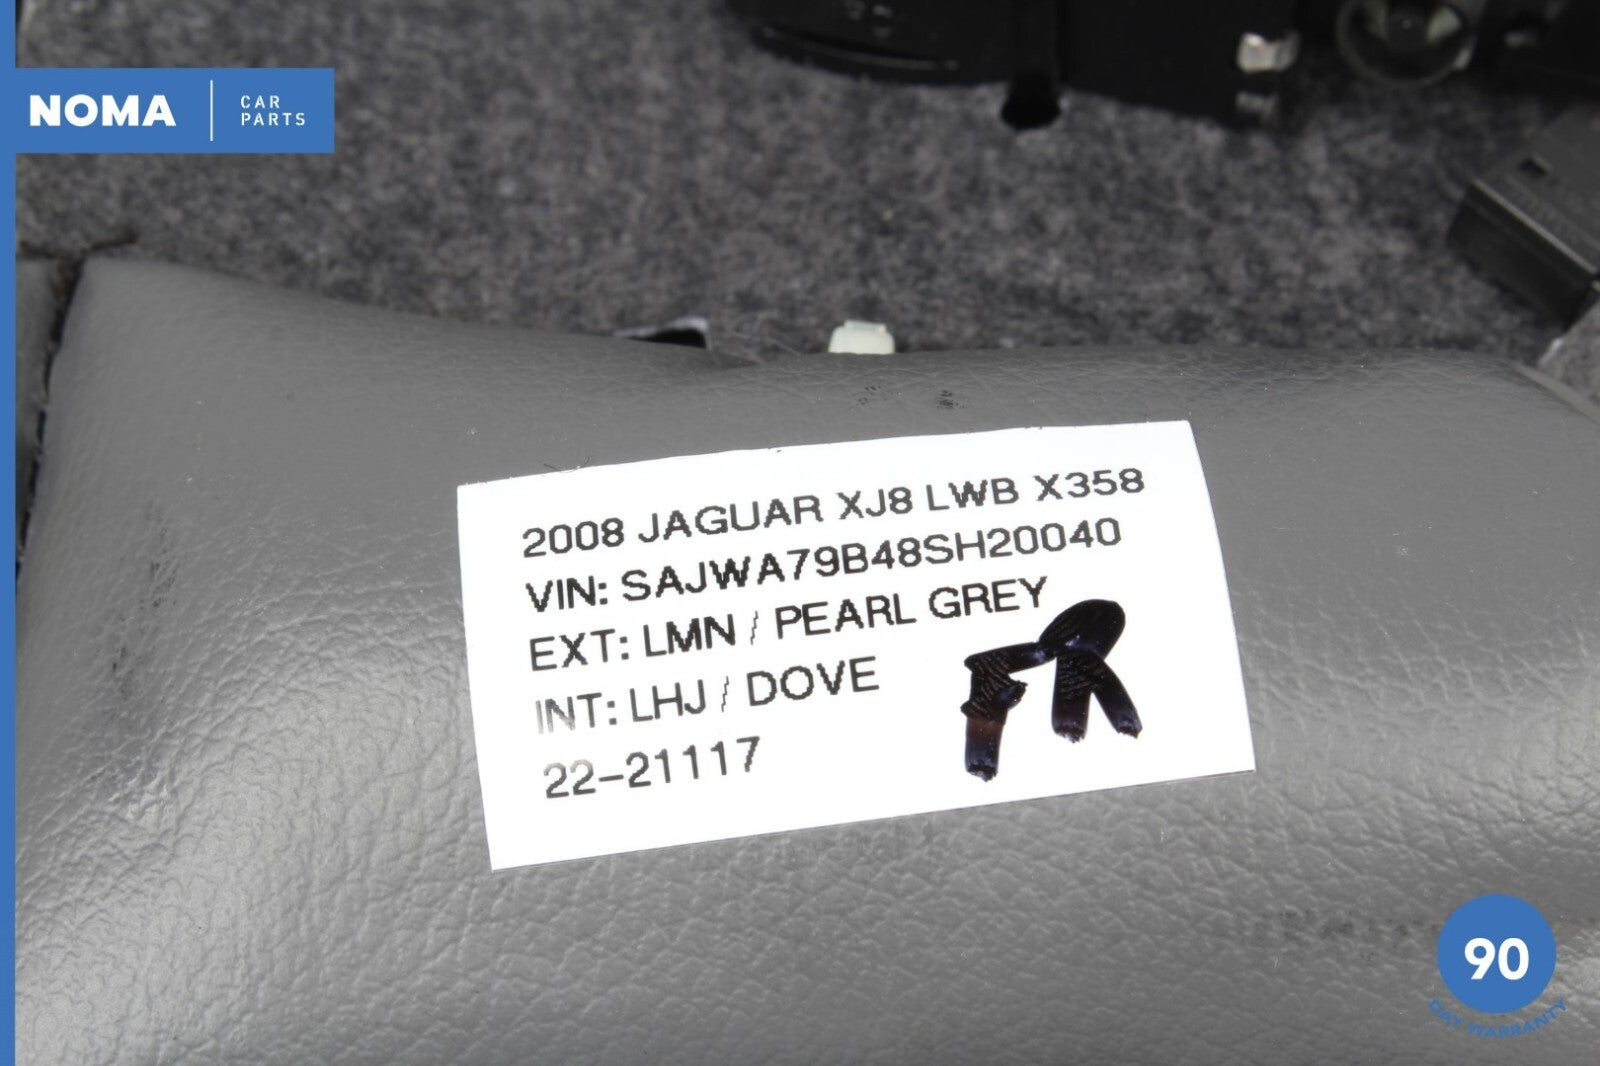 NOMA
CAR
PARTS
2008 JAGUAR XJ8 LWB X358
VIN: SAJWA79B48SH20040
EXT: LMN / PEARL GREY
INT: LHJ / DOVE
22-21117
FR
90
DAY WARRANTY